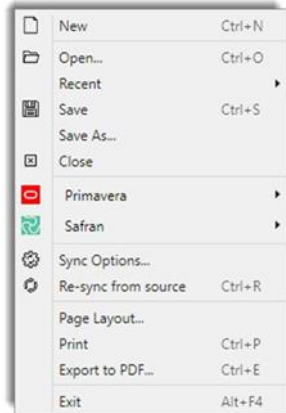 New Ctrl+N
Open... Ctrl+O
Recent
Save Ctrl+S
Save As...
Close
Primavera
Safran
Sync Options...
Re-sync from source Ctrl+R
Page Layout...
Print Ctrl+P
Export to PDF... Ctrl+E
Exit Alt+F4